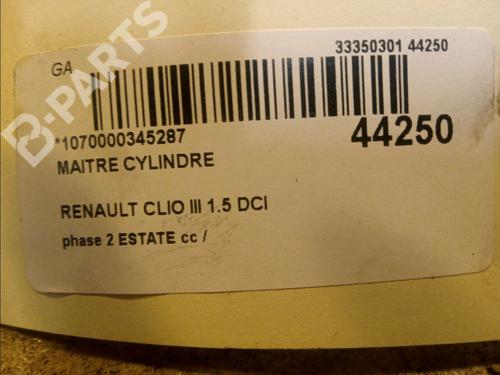 GA
33350301 44250
*1070000345287
44250
MAITRE CYLINDRE
RENAULT CLIO III 1.5 DCI
phase 2 ESTATE cc /
B-PARTS